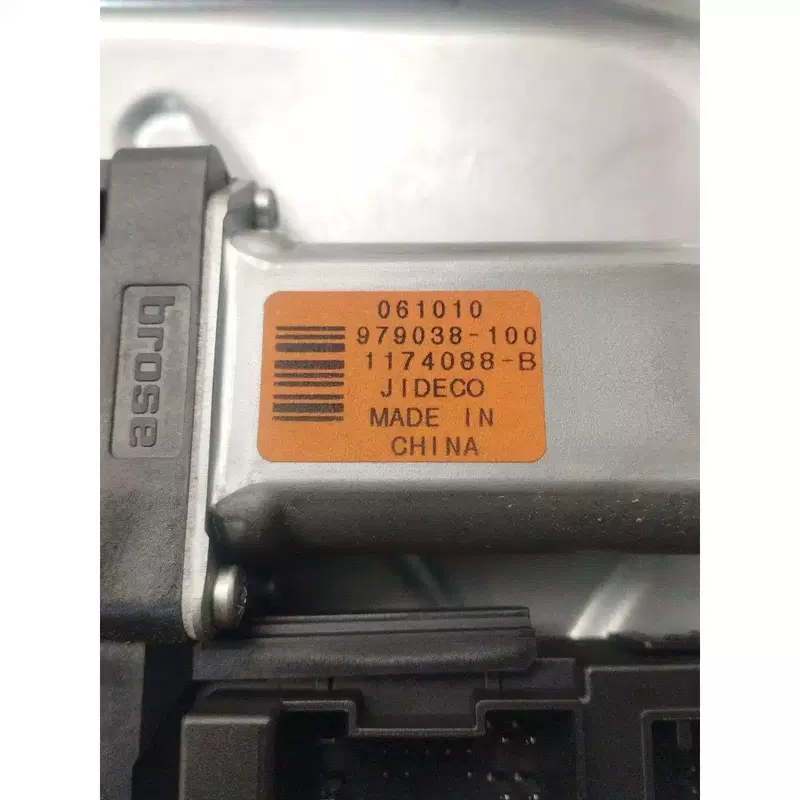 brose
061010
979038-100
1174088-B
JIDECO
MADE IN
CHINA